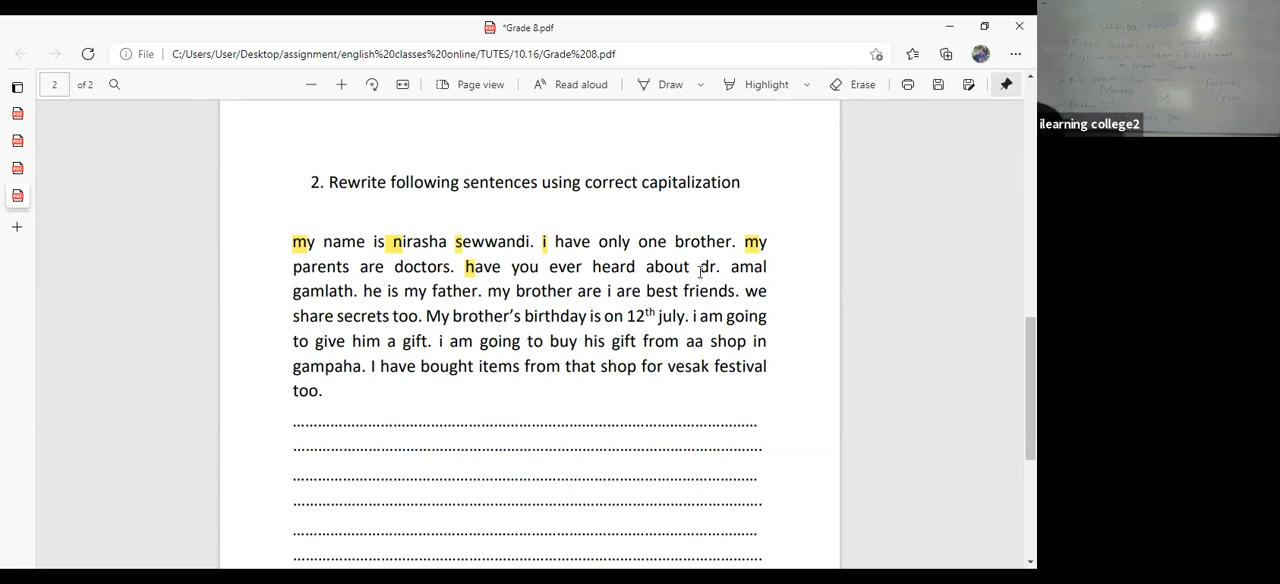 *Grade 8.pdf
File C:/Users/User/Desktop/assignment/english%20classes%20online/TUTES/10.16/Grade%208.pdf
2 of 2 Page view Read aloud Draw Highlight Erase
Capitalization
ilearning college2
2. Rewrite following sentences using correct capitalization
my name is nirasha sewwandi. i have only one brother. my
parents are doctors. have you ever heard about dr. amal
gamlath. he is my father. my brother are i are best friends. we
share secrets too. My brother’s birthday is on 12th july. i am going
to give him a gift. i am going to buy his gift from aa shop in
gampaha. I have bought items from that shop for vesak festival
too.